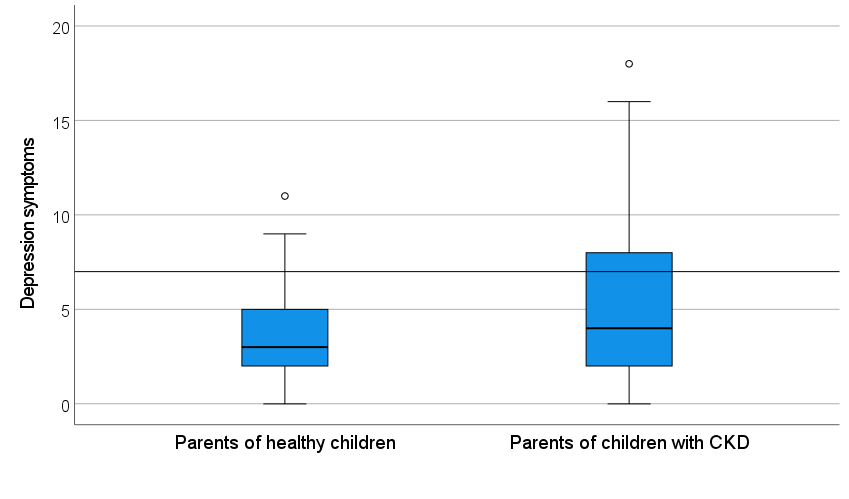 20
15
10
5
0
Depression symptoms
Parents of healthy children
Parents of children with CKD